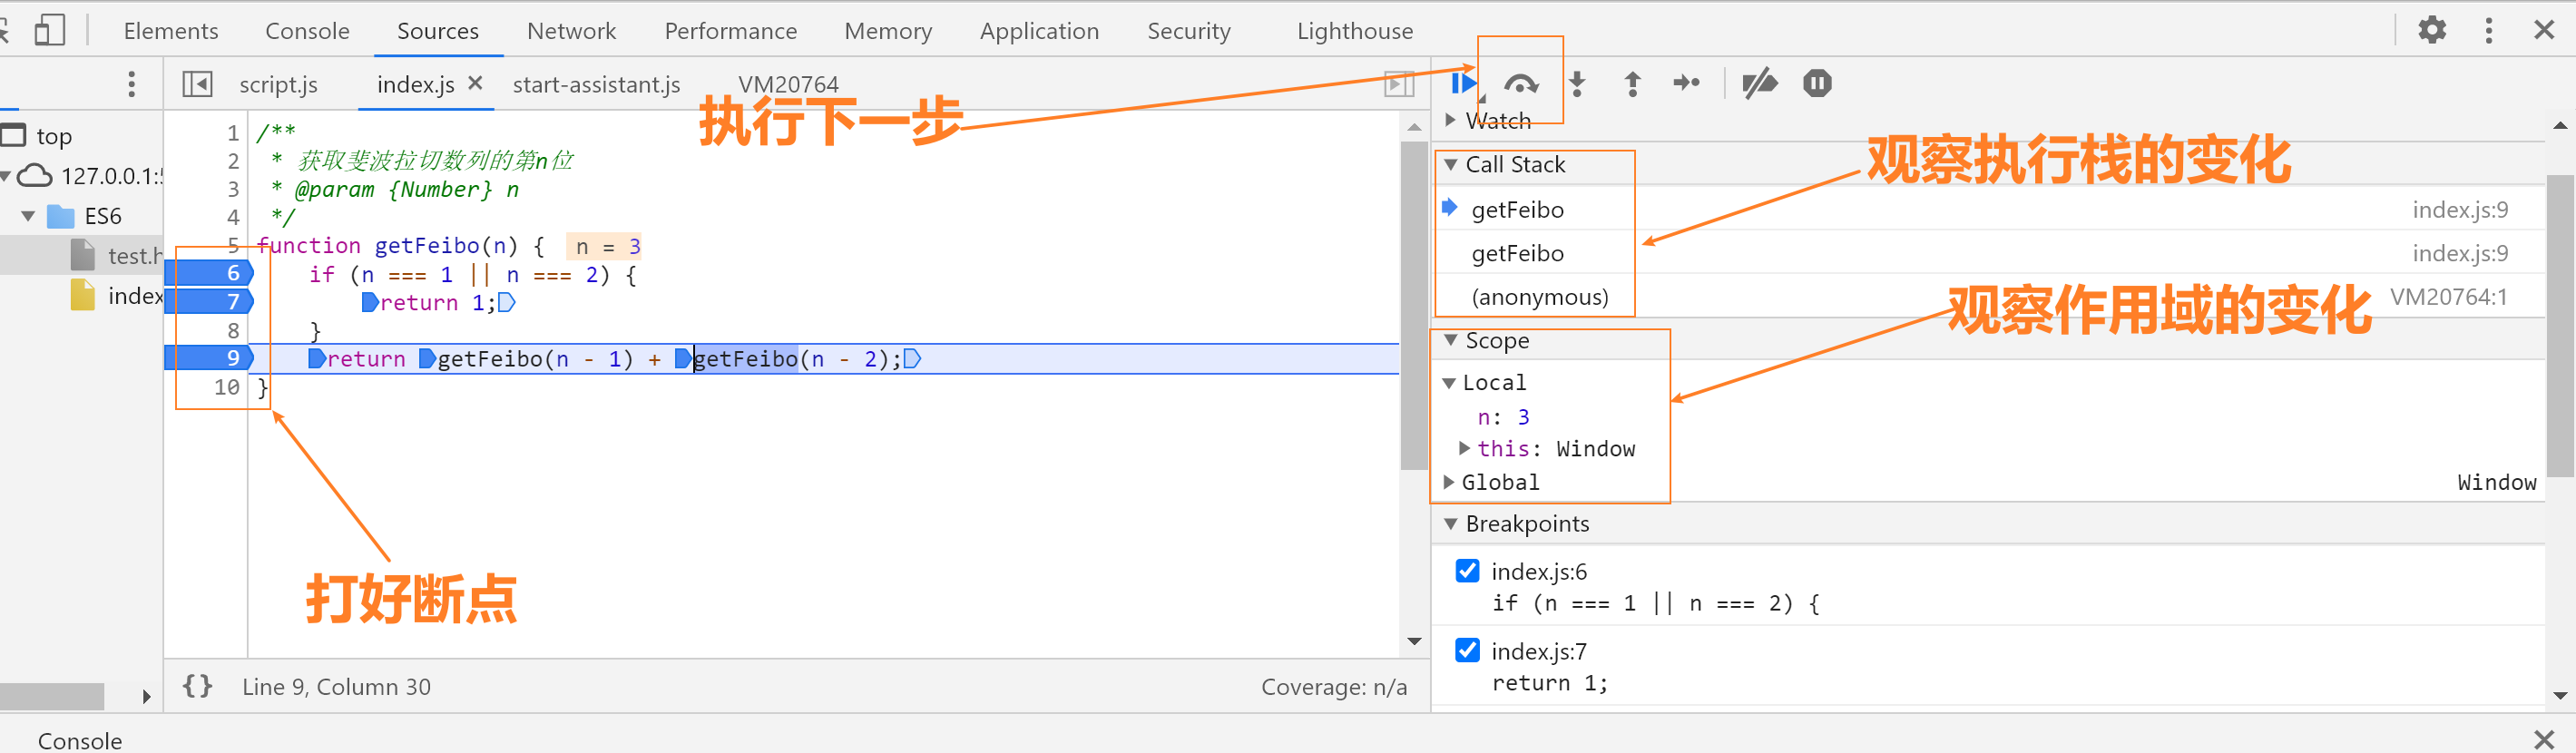 Elements Console Sources Network Performance Memory Application Security Lighthouse
script.js index.js start-assistant.js VM20764
执行下一步
top
127.0.0.1:5
ES6
test.h
index
1 /**
2 * 获取斐波拉切数列的第n位
3 * @param {Number} n
4 */
5 function getFeibo(n) { n = 3
6 if (n === 1 || n === 2) {
7 return 1;
8 }
9 return getFeibo(n - 1) + getFeibo(n - 2);
10 }
打好断点
{} Line 9, Column 30 Coverage: n/a
Watch
Call Stack
观察执行栈的变化
getFeibo index.js:9
getFeibo index.js:9
(anonymous) VM20764:1
观察作用域的变化
Scope
Local
n: 3
this: Window
Global Window
Breakpoints
index.js:6
if (n === 1 || n === 2) {
index.js:7
return 1;
Console